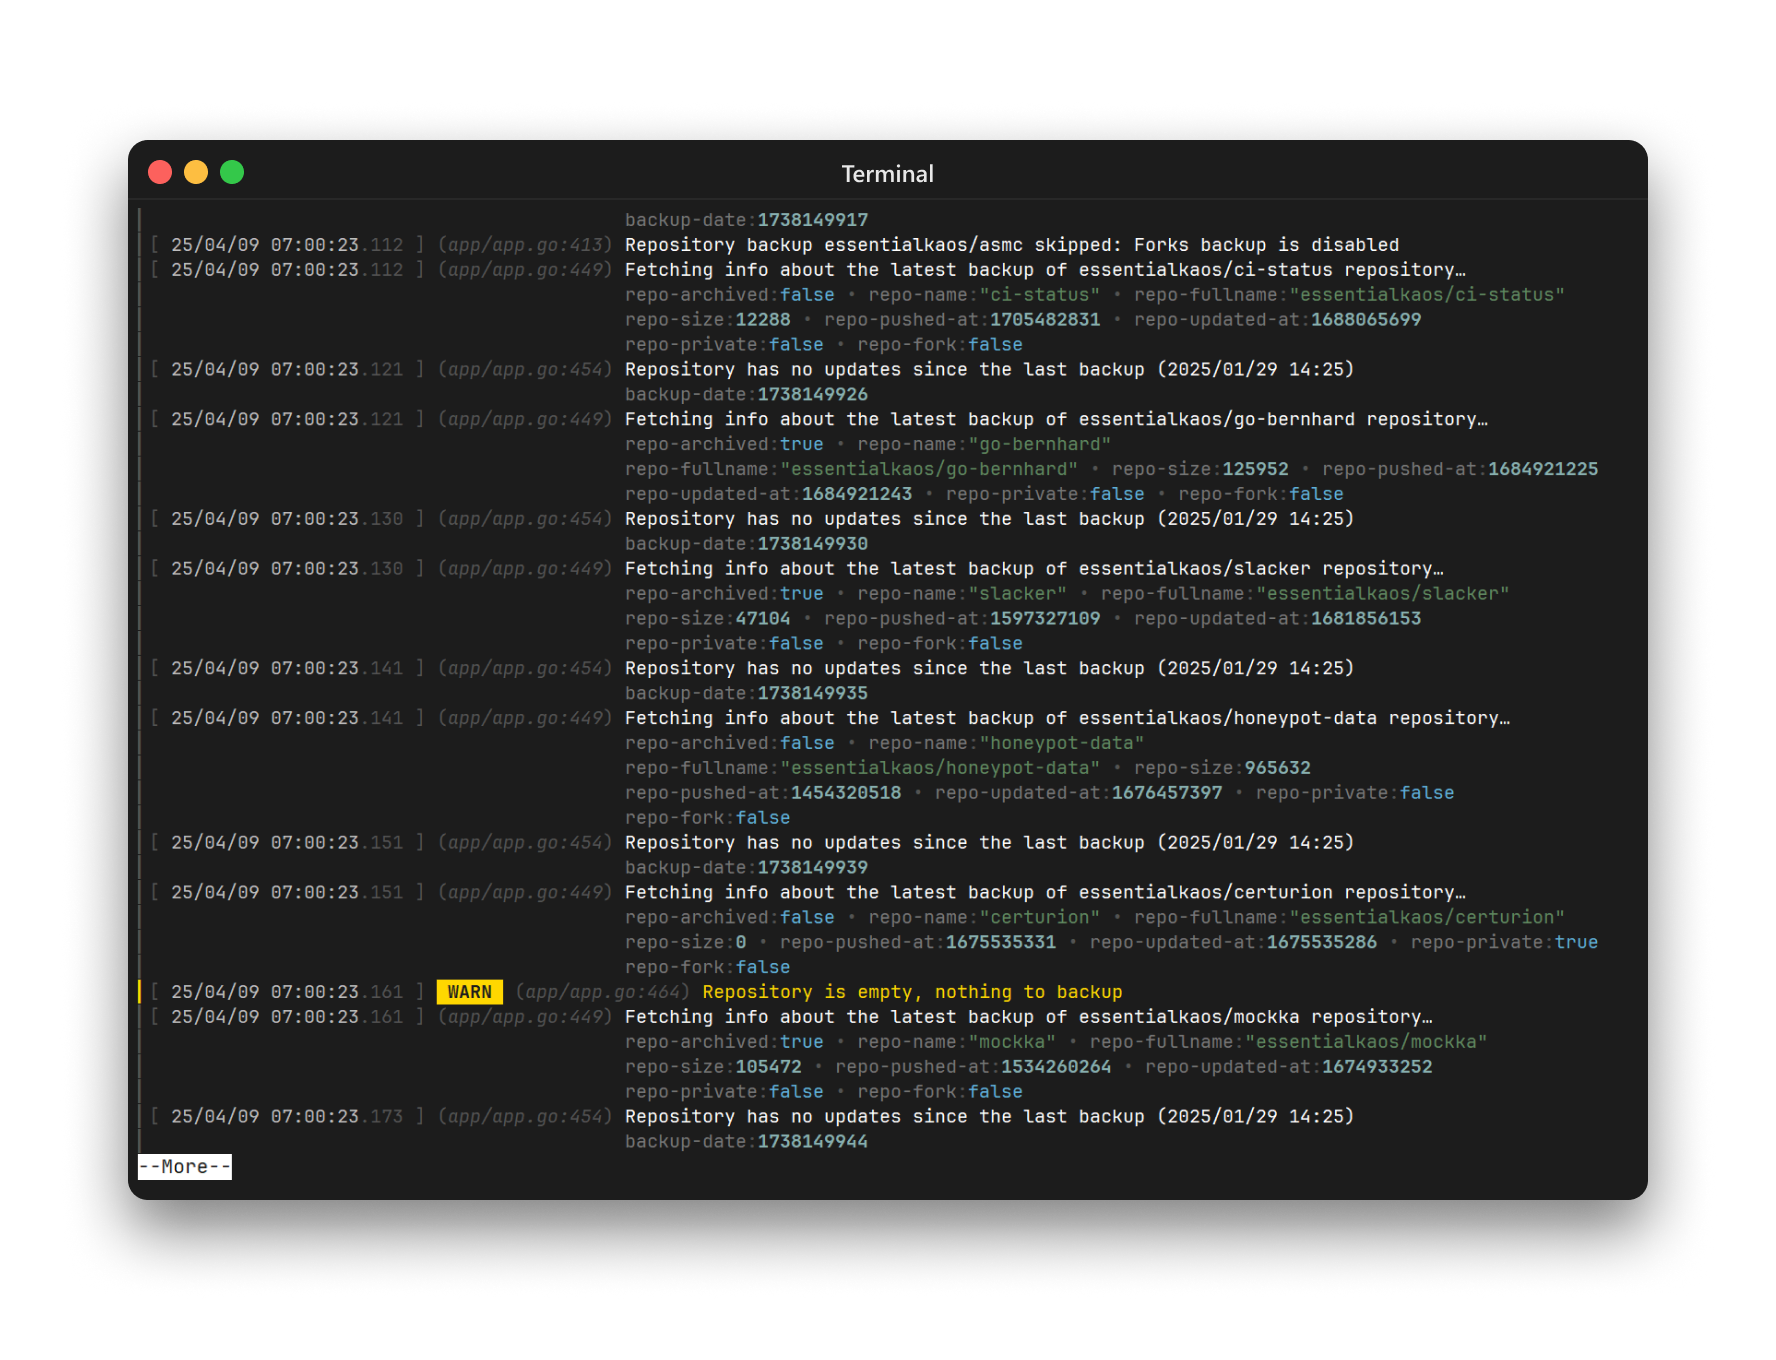 Terminal
backup-date:1738149917
[ 25/04/09 07:00:23.112 ] (app/app.go:413) Repository backup essentialkaos/asmc skipped: Forks backup is disabled
[ 25/04/09 07:00:23.112 ] (app/app.go:449) Fetching info about the latest backup of essentialkaos/ci-status repository…
repo-archived:false • repo-name:"ci-status" • repo-fullname:"essentialkaos/ci-status"
repo-size:12288 • repo-pushed-at:1705482831 • repo-updated-at:1688065699
repo-private:false • repo-fork:false
[ 25/04/09 07:00:23.121 ] (app/app.go:454) Repository has no updates since the last backup (2025/01/29 14:25)
backup-date:1738149926
[ 25/04/09 07:00:23.121 ] (app/app.go:449) Fetching info about the latest backup of essentialkaos/go-bernhard repository…
repo-archived:true • repo-name:"go-bernhard"
repo-fullname:"essentialkaos/go-bernhard" • repo-size:125952 • repo-pushed-at:1684921225
repo-updated-at:1684921243 • repo-private:false • repo-fork:false
[ 25/04/09 07:00:23.130 ] (app/app.go:454) Repository has no updates since the last backup (2025/01/29 14:25)
backup-date:1738149930
[ 25/04/09 07:00:23.130 ] (app/app.go:449) Fetching info about the latest backup of essentialkaos/slacker repository…
repo-archived:true • repo-name:"slacker" • repo-fullname:"essentialkaos/slacker"
repo-size:47104 • repo-pushed-at:1597327109 • repo-updated-at:1681856153
repo-private:false • repo-fork:false
[ 25/04/09 07:00:23.141 ] (app/app.go:454) Repository has no updates since the last backup (2025/01/29 14:25)
backup-date:1738149935
[ 25/04/09 07:00:23.141 ] (app/app.go:449) Fetching info about the latest backup of essentialkaos/honeypot-data repository…
repo-archived:false • repo-name:"honeypot-data"
repo-fullname:"essentialkaos/honeypot-data" • repo-size:965632
repo-pushed-at:1454320518 • repo-updated-at:1676457397 • repo-private:false
repo-fork:false
[ 25/04/09 07:00:23.151 ] (app/app.go:454) Repository has no updates since the last backup (2025/01/29 14:25)
backup-date:1738149939
[ 25/04/09 07:00:23.151 ] (app/app.go:449) Fetching info about the latest backup of essentialkaos/certurion repository…
repo-archived:false • repo-name:"certurion" • repo-fullname:"essentialkaos/certurion"
repo-size:0 • repo-pushed-at:1675535331 • repo-updated-at:1675535286 • repo-private:true
repo-fork:false
[ 25/04/09 07:00:23.161 ] WARN (app/app.go:464) Repository is empty, nothing to backup
[ 25/04/09 07:00:23.161 ] (app/app.go:449) Fetching info about the latest backup of essentialkaos/mockka repository…
repo-archived:true • repo-name:"mockka" • repo-fullname:"essentialkaos/mockka"
repo-size:105472 • repo-pushed-at:1534260264 • repo-updated-at:1674933252
repo-private:false • repo-fork:false
[ 25/04/09 07:00:23.173 ] (app/app.go:454) Repository has no updates since the last backup (2025/01/29 14:25)
backup-date:1738149944
--More--